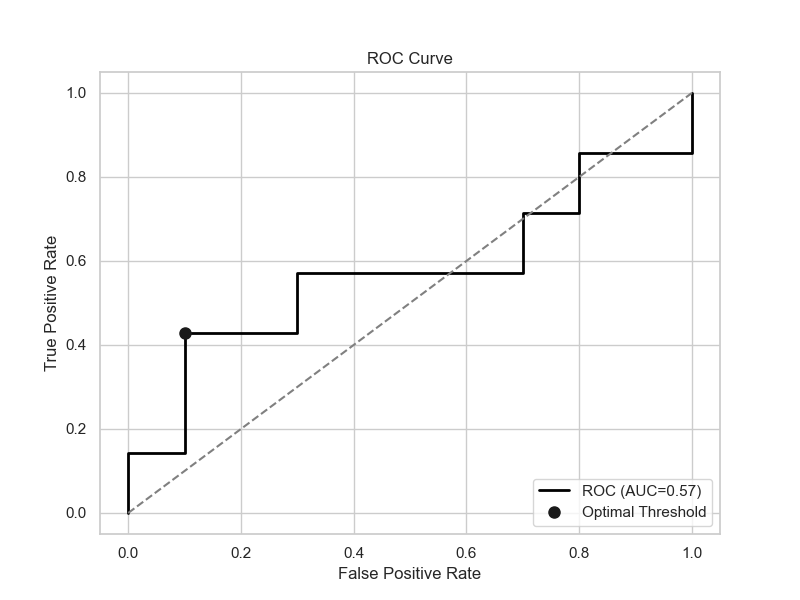 ROC Curve
1.0
0.8
0.6
0.4
0.2
0.0
True Positive Rate
ROC (AUC=0.57)
Optimal Threshold
0.0 0.2 0.4 0.6 0.8 1.0
False Positive Rate